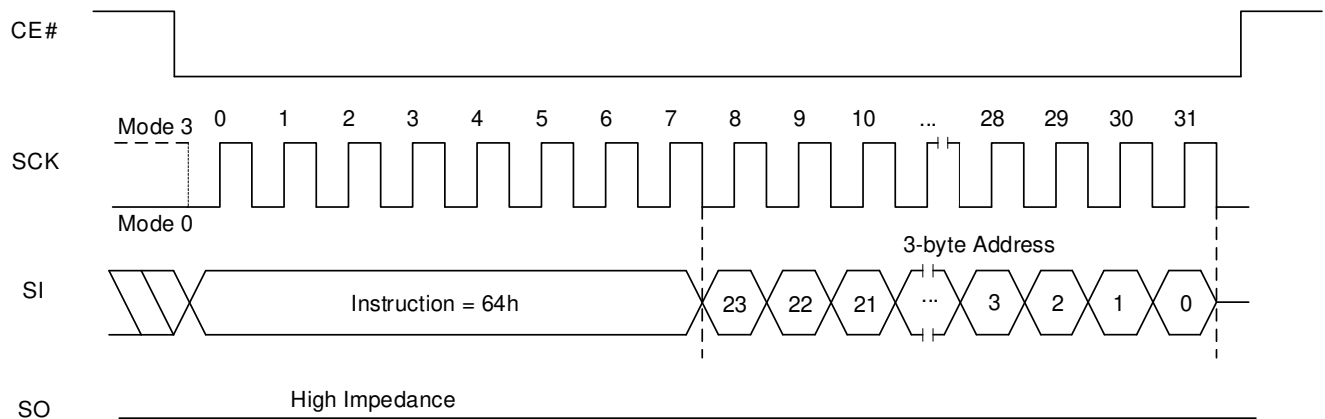 CE#
Mode 3
0 1 2 3 4 5 6 7 8 9 10 ... 28 29 30 31
SCK
Mode 0
3-byte Address
SI
Instruction = 64h
23 22 21 ... 3 2 1 0
High Impedance
SO